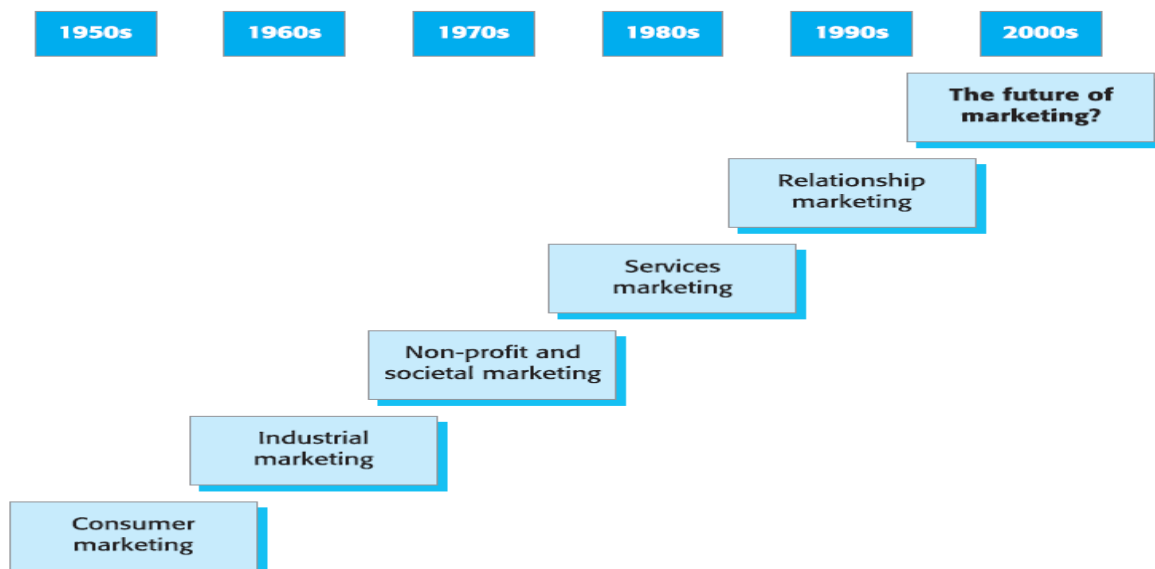 1950s 1960s 1970s 1980s 1990s 2000s
The future of
marketing?
Relationship
marketing
Services
marketing
Non-profit and
societal marketing
Industrial
marketing
Consumer
marketing